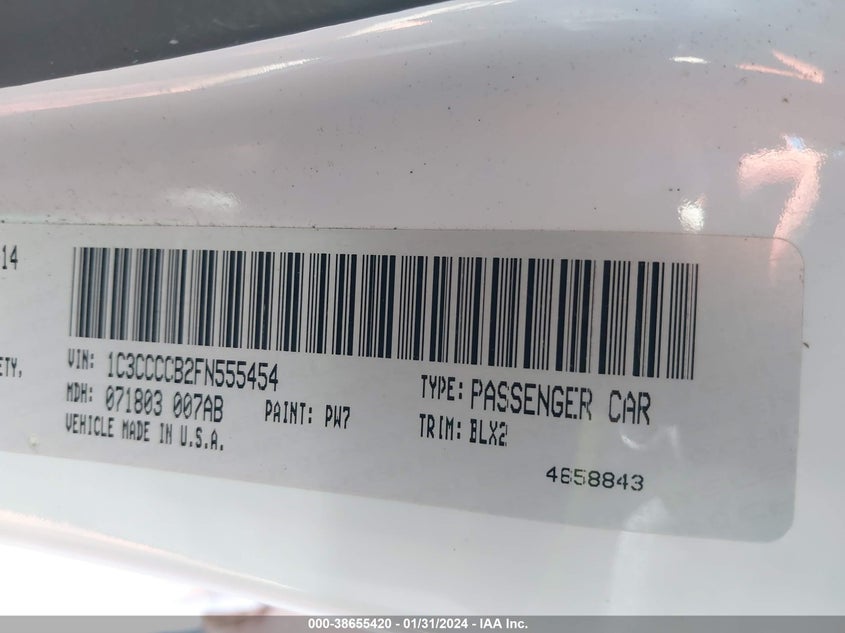 7
14
ETY,
VIN: 1C3CCCCB2FN555454
MDH: 071803 007AB
PAINT: PW7
VEHICLE MADE IN U.S.A.
TYPE: PASSENGER CAR
TRIM: BLX2
4658843
000-38655420 - 01/31/2024 - IAA Inc.